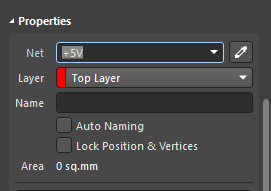 Properties
Net +5V
Layer Top Layer
Name
Auto Naming
Lock Position & Vertices
Area 0 sq.mm